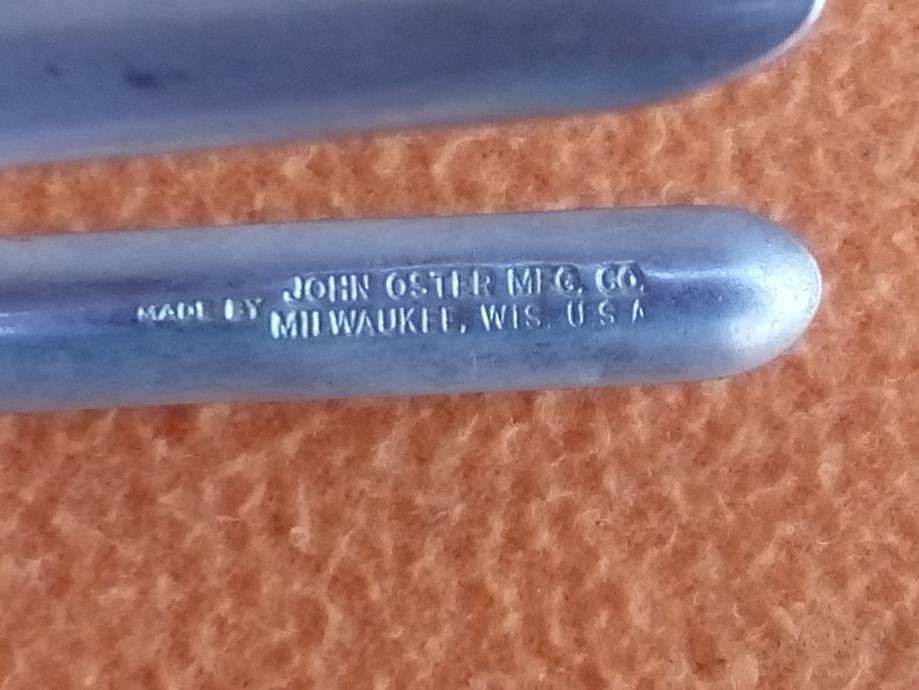 MADE BY
JOHN OSTER MFG. CO.
MILWAUKEE, WIS. U.S.A